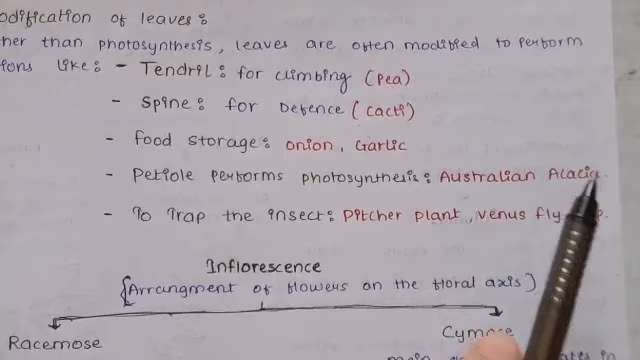 odification of leaves:
her than photosynthesis, leaves are often modified to perform
ions like: - Tendril: for climbing (pea)
- Spine: for Defence (cacti)
- food storage: onion, Garlic
- Petiole performs photosynthesis: Australian Acacia.
- To Trap the insect: Pitcher plant, Venus fly
Inflorescence
{Arrangment of flowers on the floral axis]
Racemose
Cymose
main
in